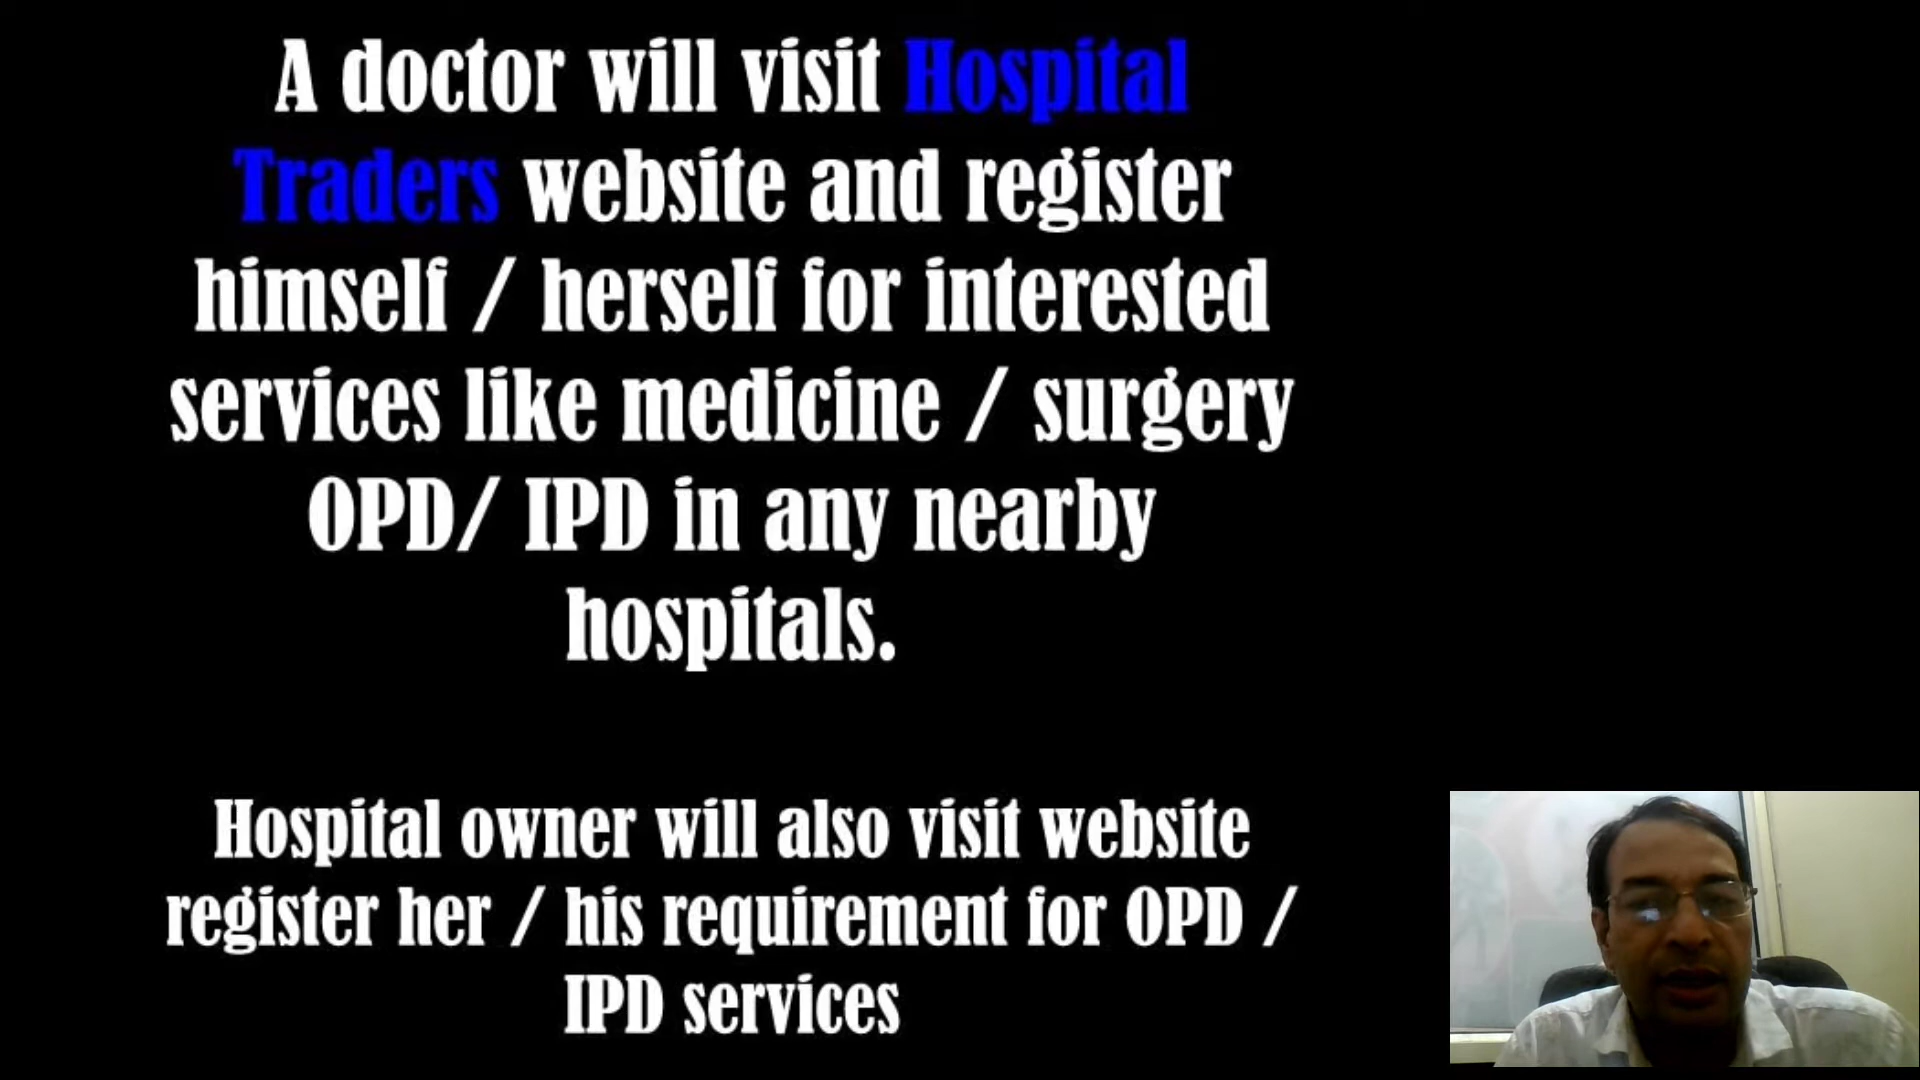 A doctor will visit Hospital
Traders website and register
himself / herself for interested
services like medicine / surgery
OPD/ IPD in any nearby
hospitals.
Hospital owner will also visit website
register her / his requirement for OPD /
IPD services